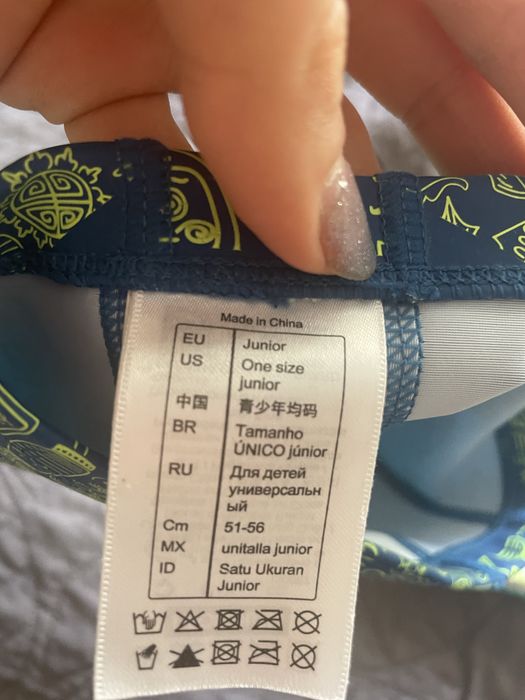 Made in China
EU Junior
US One size
junior
中国 青少年均码
BR Tamanho
ÚNICO júnior
RU Для детей
универсальн
ый
Cm 51-56
MX unitalla junior
ID Satu Ukuran
Junior